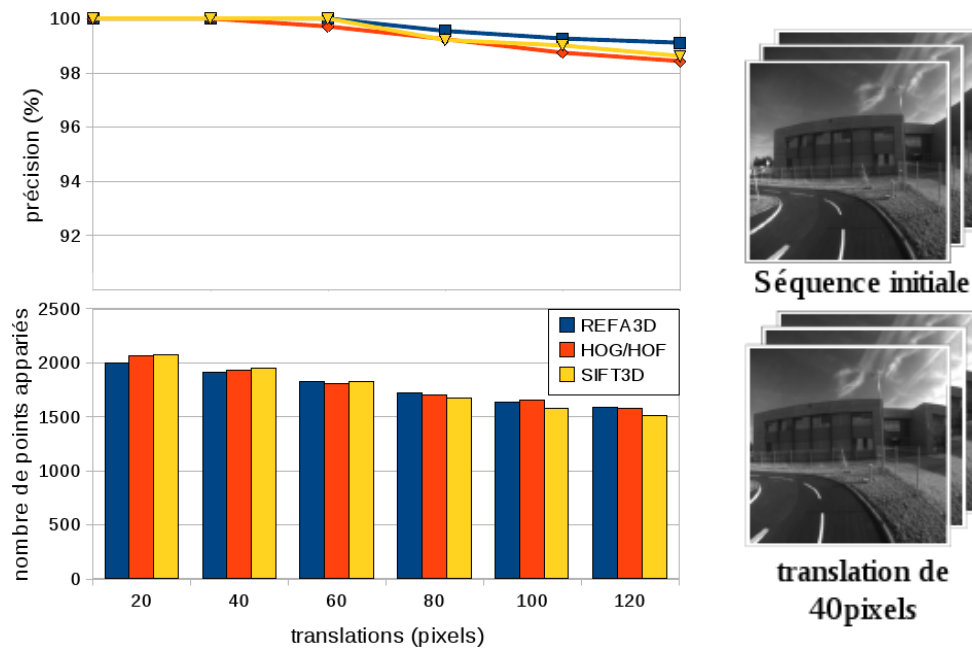 100
98
96
94
92
précision (%)
2500
2000
1500
1000
500
0
nombre de points appariés
REFA3D
HOG/HOF
SIFT3D
20 40 60 80 100 120
translations (pixels)
Séquence initiale
translation de
40pixels